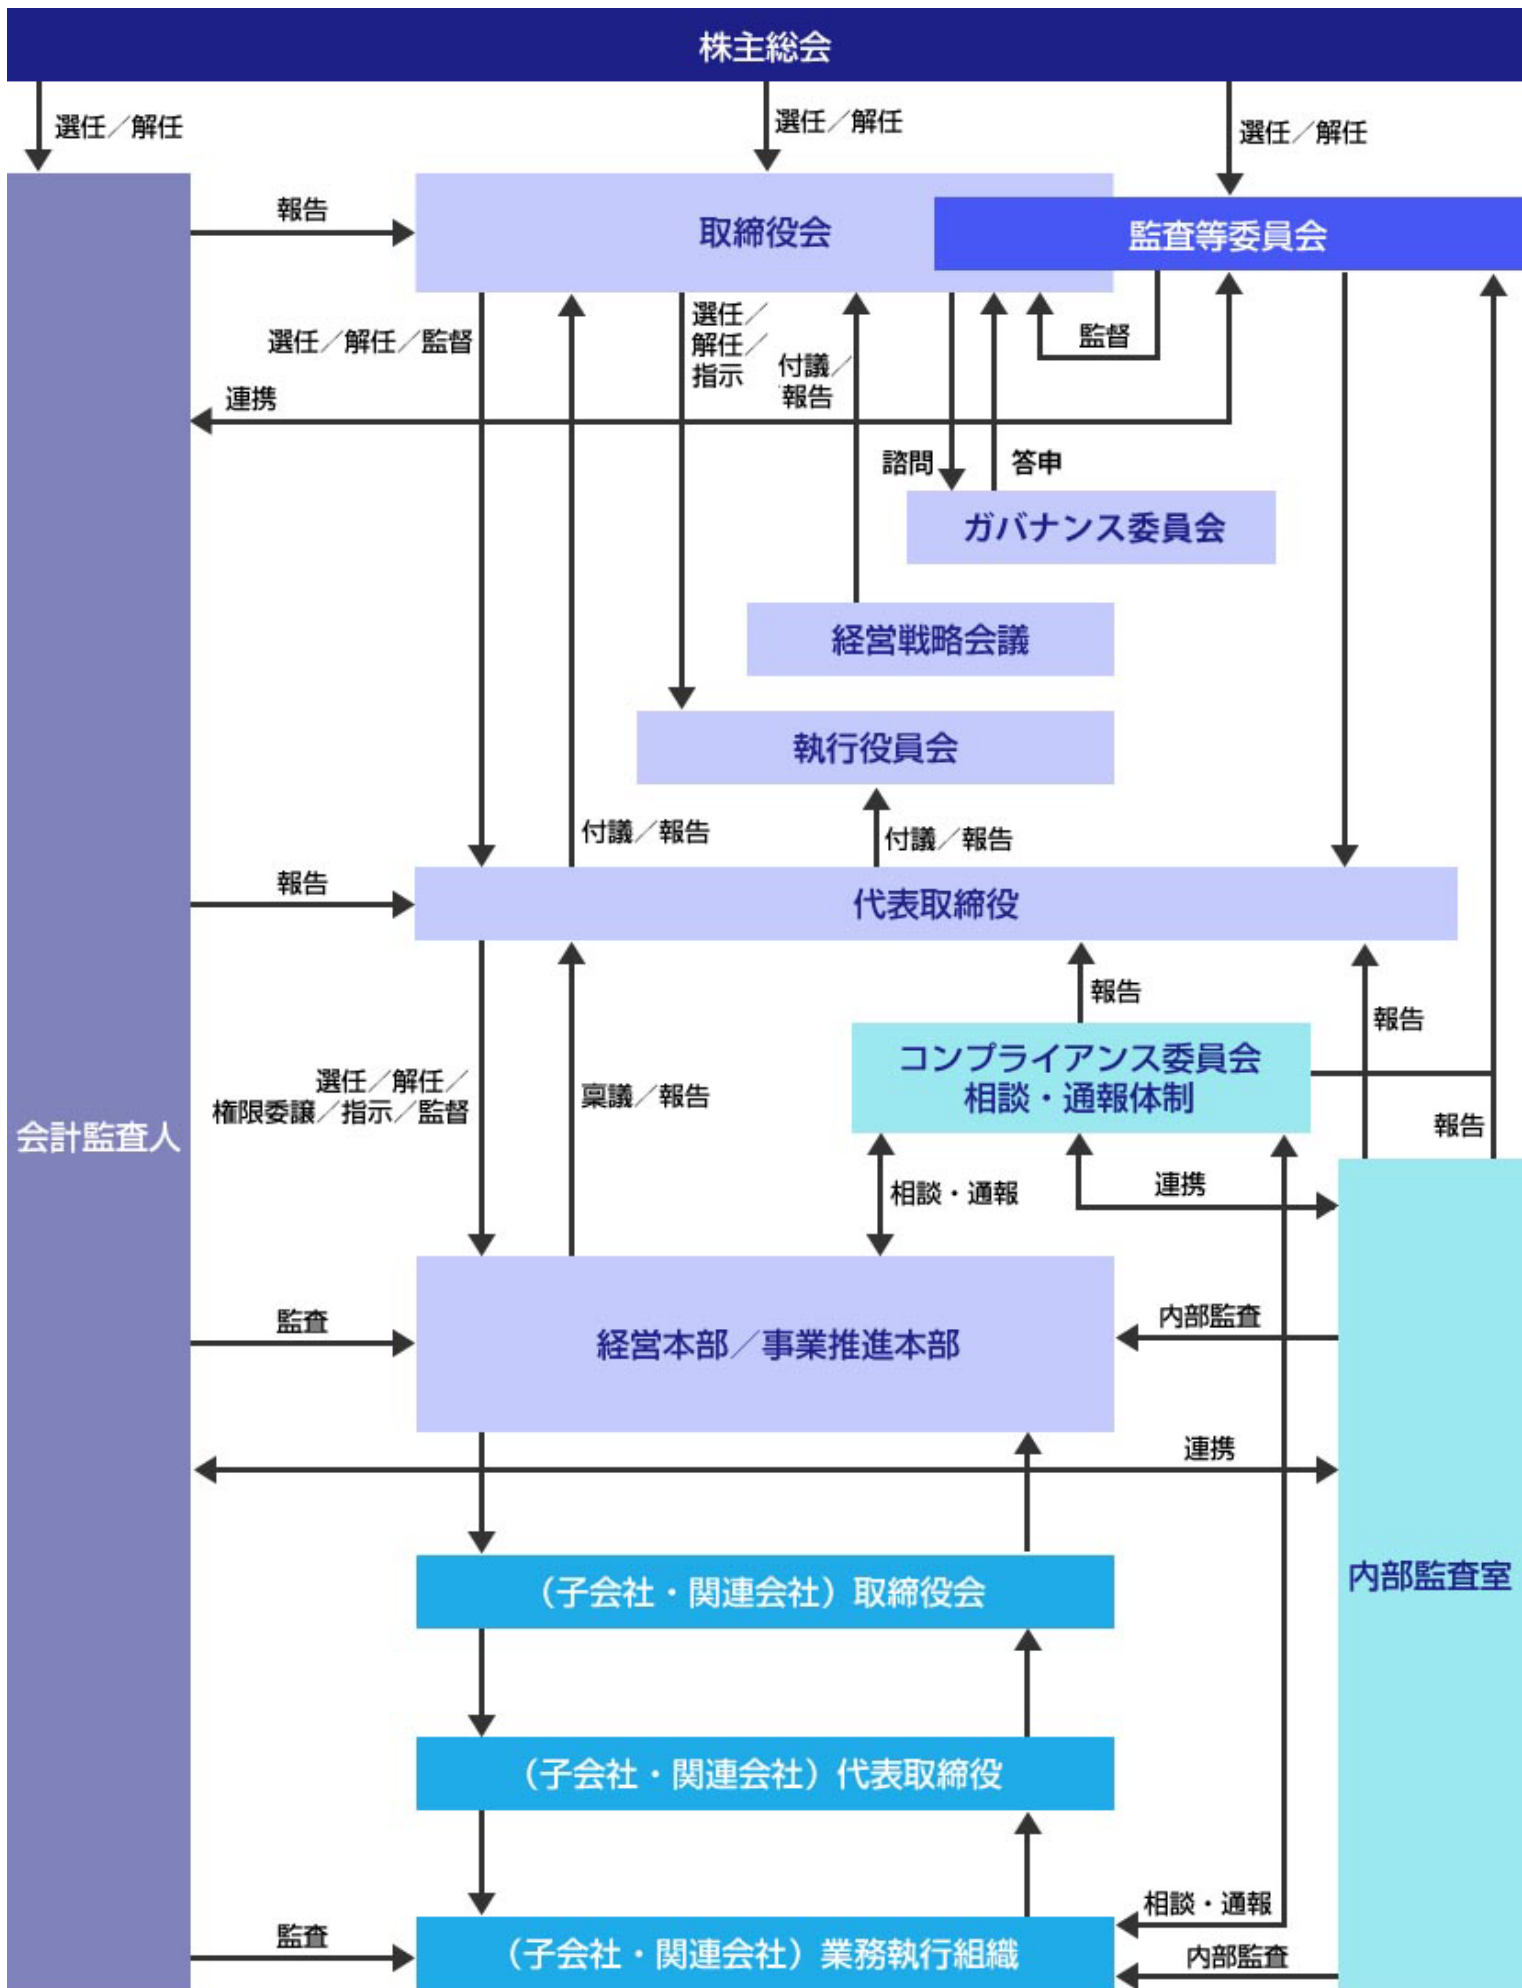 株主総会
選任／解任
選任／解任
選任／解任
報告
取締役会
監査等委員会
選任／解任／監督
選任／
解任／
指示
付議／
報告
監督
連携
諮問
答申
ガバナンス委員会
経営戦略会議
執行役員会
付議／報告
付議／報告
報告
代表取締役
報告
報告
選任／解任／
権限委譲／指示／監督
稟議／報告
コンプライアンス委員会
相談・通報体制
報告
会計監査人
相談・通報
連携
監査
経営本部／事業推進本部
内部監査
連携
（子会社・関連会社）取締役会
内部監査室
（子会社・関連会社）代表取締役
相談・通報
監査
（子会社・関連会社）業務執行組織
内部監査